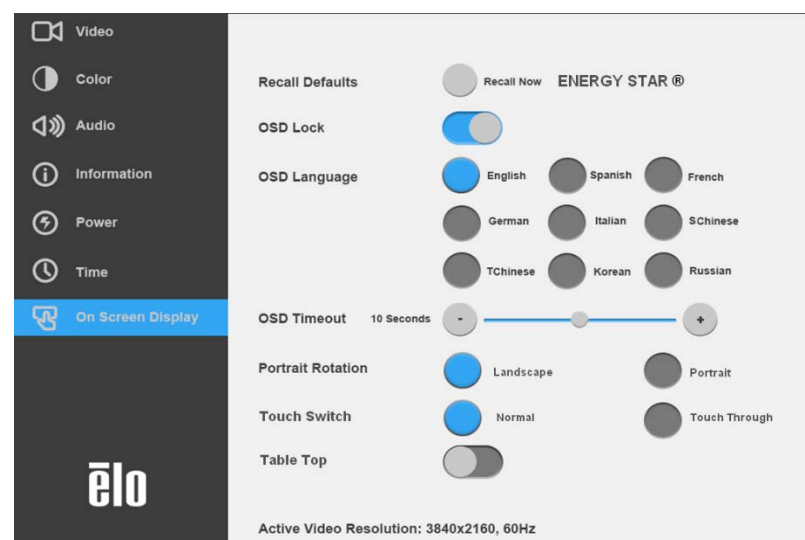 Video
Color
Audio
Information
Power
Time
On Screen Display
ēlo
Recall Defaults Recall Now ENERGY STAR ®
OSD Lock
OSD Language English Spanish French
German Italian SChinese
TChinese Korean Russian
OSD Timeout 10 Seconds - +
Portrait Rotation Landscape Portrait
Touch Switch Normal Touch Through
Table Top
Active Video Resolution: 3840x2160, 60Hz